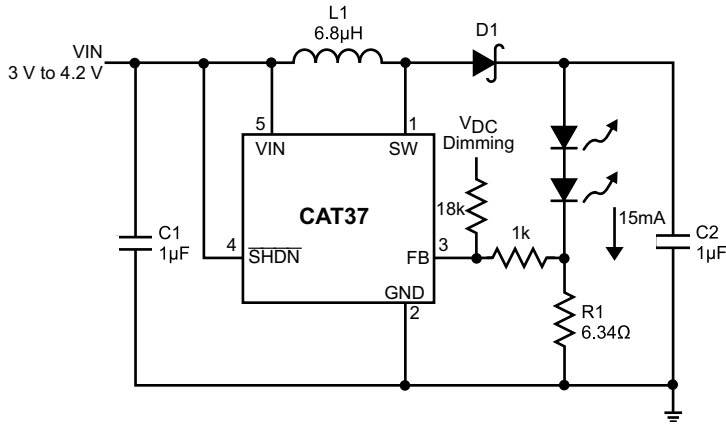 L1
6.8µH
D1
VIN
3 V to 4.2 V
5
1
VDC
Dimming
VIN
SW
18k
15mA
CAT37
C1
1µF
4
SHDN
FB
3
1k
C2
1µF
GND
2
R1
6.34Ω